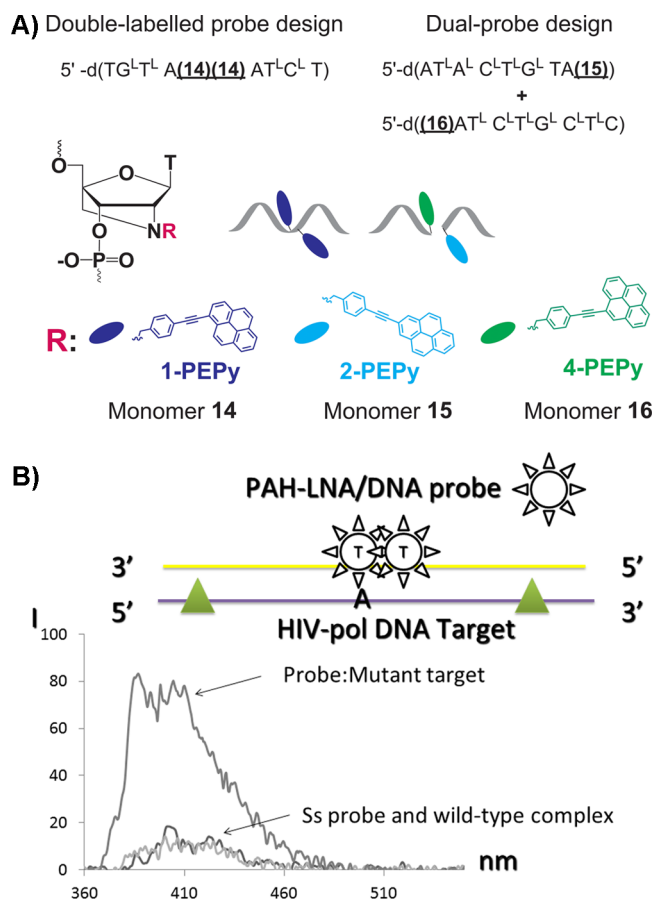 A) Double-labelled probe design Dual-probe design
5' -d(TGᴸTᴸ A(14)(14) ATᴸCᴸ T) 5'-d(ATᴸAᴸ CᴸTᴸGᴸ TA(15))
+
5'-d((16)ATᴸ CᴸTᴸGᴸ CᴸTᴸC)
O T
O
O NR
-O-P=O
O
R:
1-PEPy 2-PEPy 4-PEPy
Monomer 14 Monomer 15 Monomer 16
B)
PAH-LNA/DNA probe
T T
3' 5'
5' A 3'
HIV-pol DNA Target
I
100
80
60
40
20
0
Probe:Mutant target
Ss probe and wild-type complex
nm
360 410 460 510